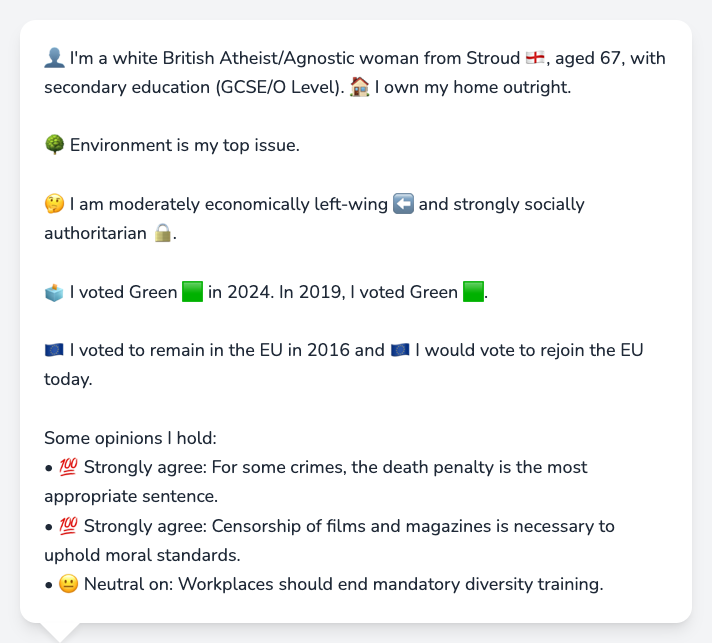 👤 I'm a white British Atheist/Agnostic woman from Stroud 🏴󠁧󠁢󠁥󠁮󠁧󠁿, aged 67, with
secondary education (GCSE/O Level). 🏠 I own my home outright.
🌳 Environment is my top issue.
🤔 I am moderately economically left-wing ⬅️ and strongly socially
authoritarian 🔒.
🗳️ I voted Green 🟩 in 2024. In 2019, I voted Green 🟩.
🇪🇺 I voted to remain in the EU in 2016 and 🇪🇺 I would vote to rejoin the EU
today.
Some opinions I hold:
• 💯 Strongly agree: For some crimes, the death penalty is the most
appropriate sentence.
• 💯 Strongly agree: Censorship of films and magazines is necessary to
uphold moral standards.
• 😐 Neutral on: Workplaces should end mandatory diversity training.